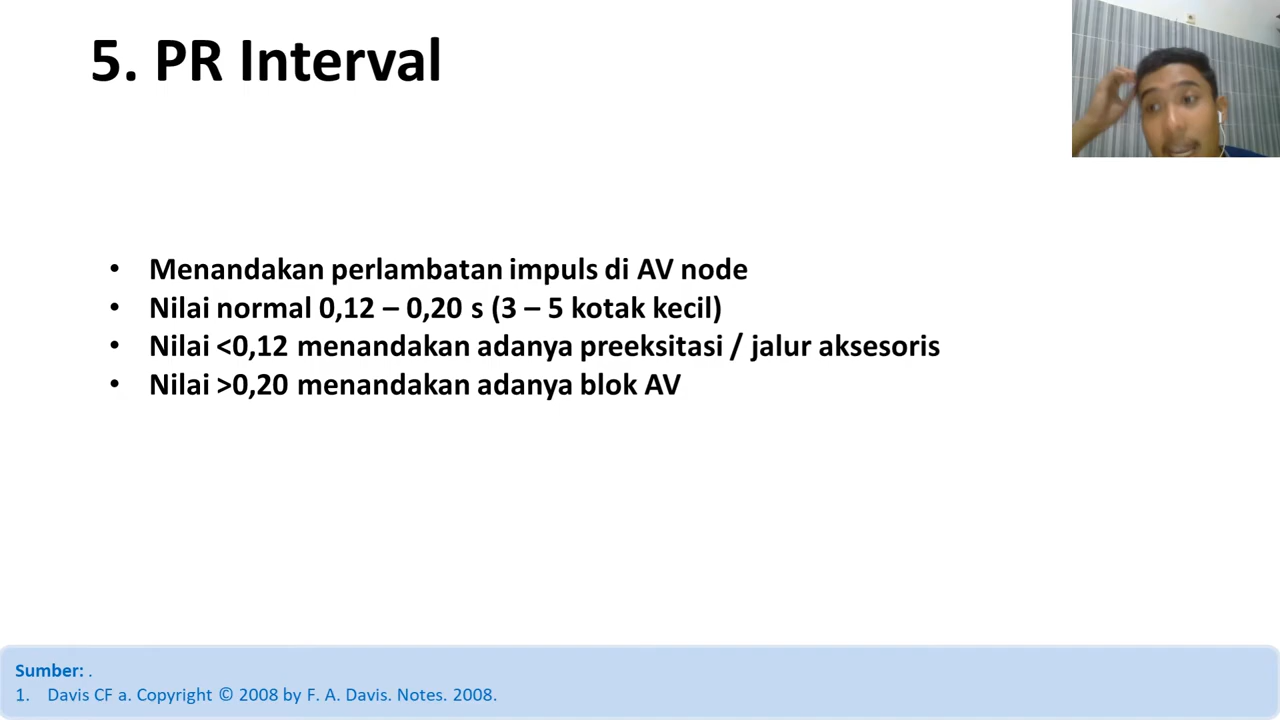 5. PR Interval
• Menandakan perlambatan impuls di AV node
• Nilai normal 0,12 – 0,20 s (3 – 5 kotak kecil)
• Nilai <0,12 menandakan adanya preeksitasi / jalur aksesoris
• Nilai >0,20 menandakan adanya blok AV
Sumber: .
1. Davis CF a. Copyright © 2008 by F. A. Davis. Notes. 2008.